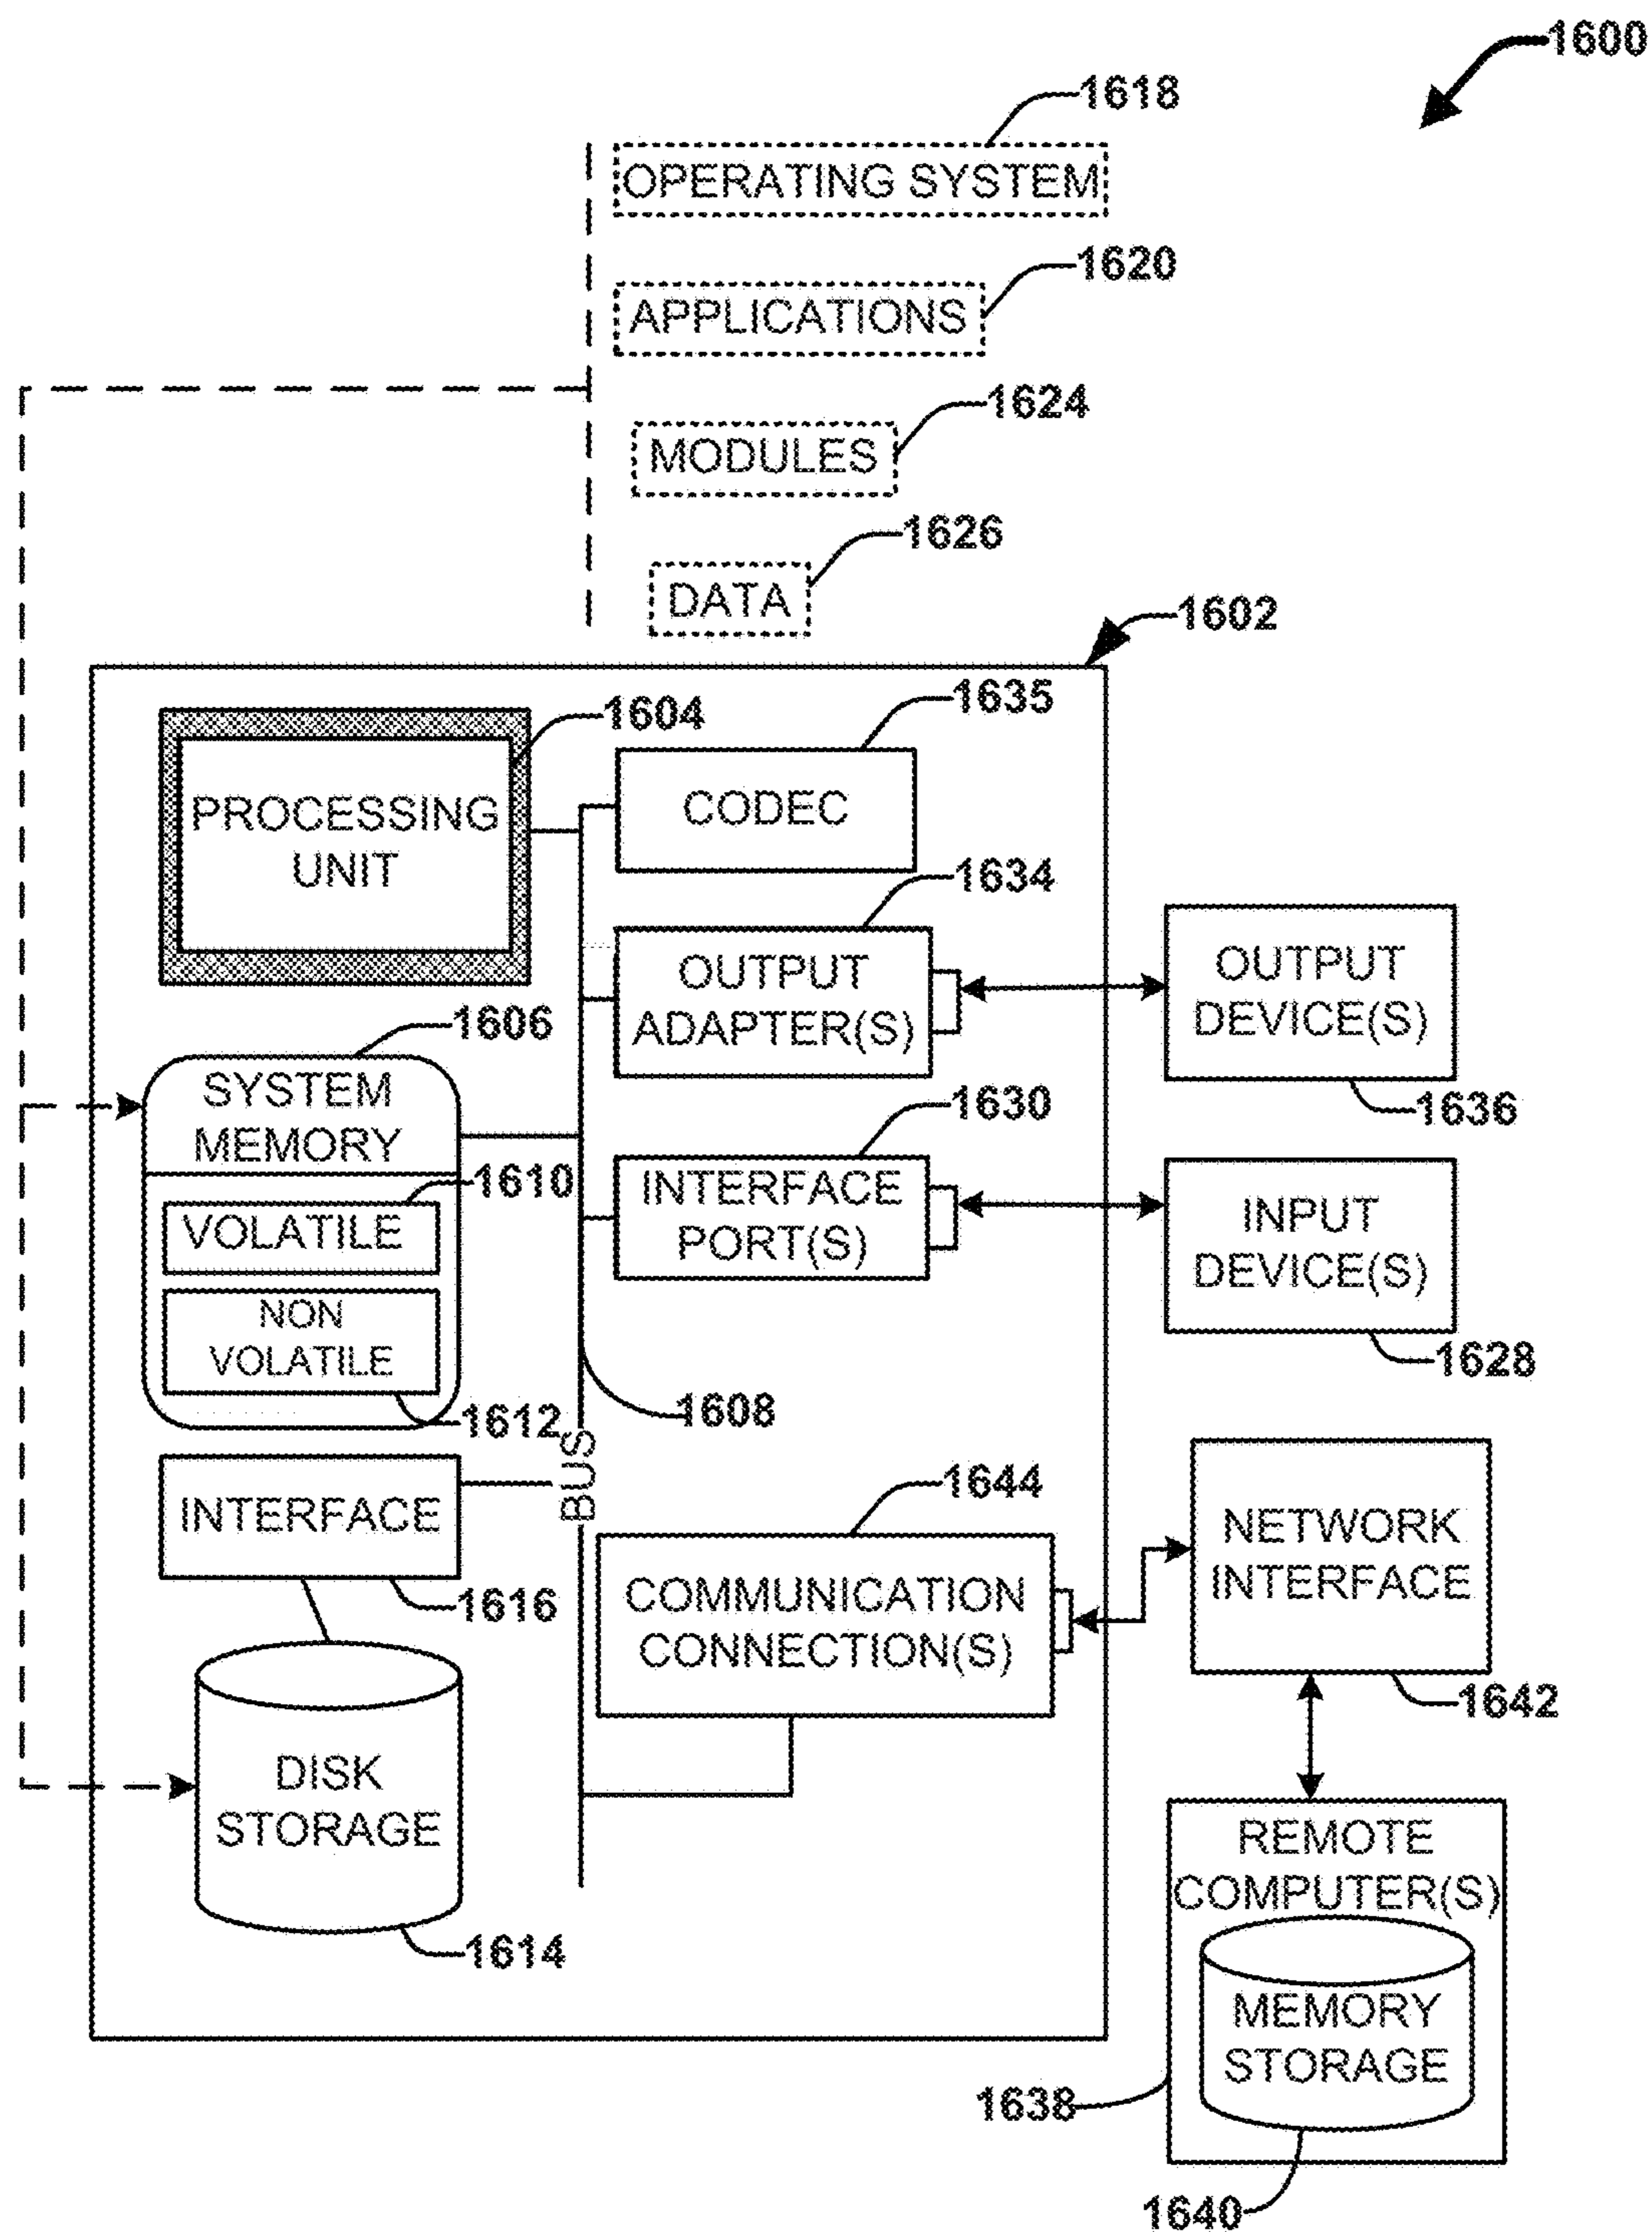 1600
1618
OPERATING SYSTEM
1620
APPLICATIONS
1624
MODULES
1626
DATA
1602
1604
PROCESSING
UNIT
1635
CODEC
1634
OUTPUT
ADAPTER(S)
OUTPUT
DEVICE(S)
1636
1606
SYSTEM
MEMORY
1610
VOLATILE
NON
VOLATILE
1612
1630
INTERFACE
PORT(S)
INPUT
DEVICE(S)
1628
1608
BUS
INTERFACE
1616
1644
COMMUNICATION
CONNECTION(S)
NETWORK
INTERFACE
1642
DISK
STORAGE
1614
REMOTE
COMPUTER(S)
MEMORY
STORAGE
1638
1640